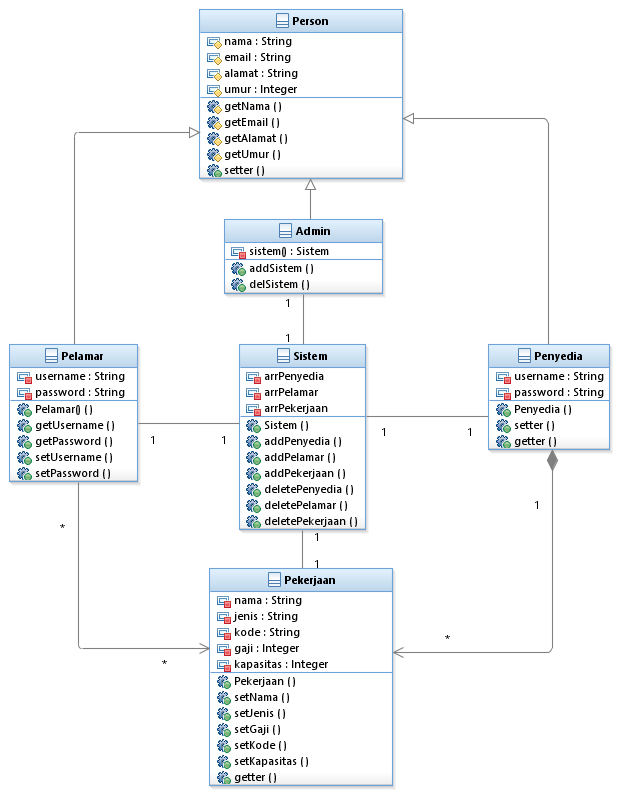 Person
nama : String
email : String
alamat : String
umur : Integer
getNama ( )
getEmail ( )
getAlamat ( )
getUmur ( )
setter ( )
Admin
sistem() : Sistem
addSistem ( )
delSistem ( )
1
1
Pelamar
username : String
password : String
Pelamar() ( )
getUsername ( )
getPassword ( )
setUsername ( )
setPassword ( )
1
1
Sistem
arrPenyedia
arrPelamar
arrPekerjaan
Sistem ( )
addPenyedia ( )
addPelamar ( )
addPekerjaan ( )
deletePenyedia ( )
deletePelamar ( )
deletePekerjaan ( )
1
1
Penyedia
username : String
password : String
Penyedia ( )
setter ( )
getter ( )
1
*
1
1
Pekerjaan
nama : String
jenis : String
kode : String
gaji : Integer
kapasitas : Integer
Pekerjaan ( )
setNama ( )
setJenis ( )
setGaji ( )
setKode ( )
setKapasitas ( )
getter ( )
*
*